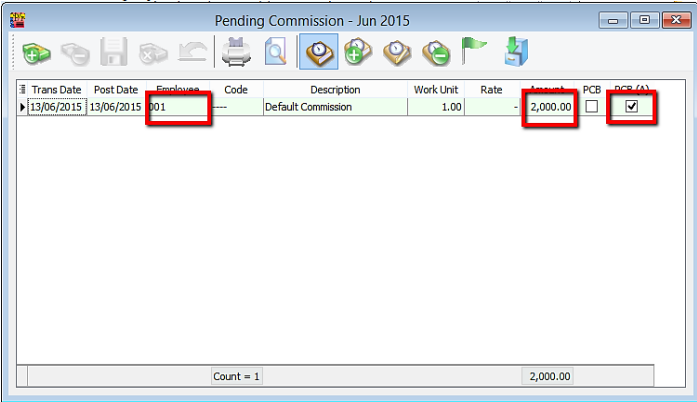 Pending Commission - Jun 2015
Trans Date Post Date Employee Code Description Work Unit Rate Amount PCB PCB (A)
13/06/2015 13/06/2015 001 ---- Default Commission 1.00 - 2,000.00
Count = 1 2,000.00